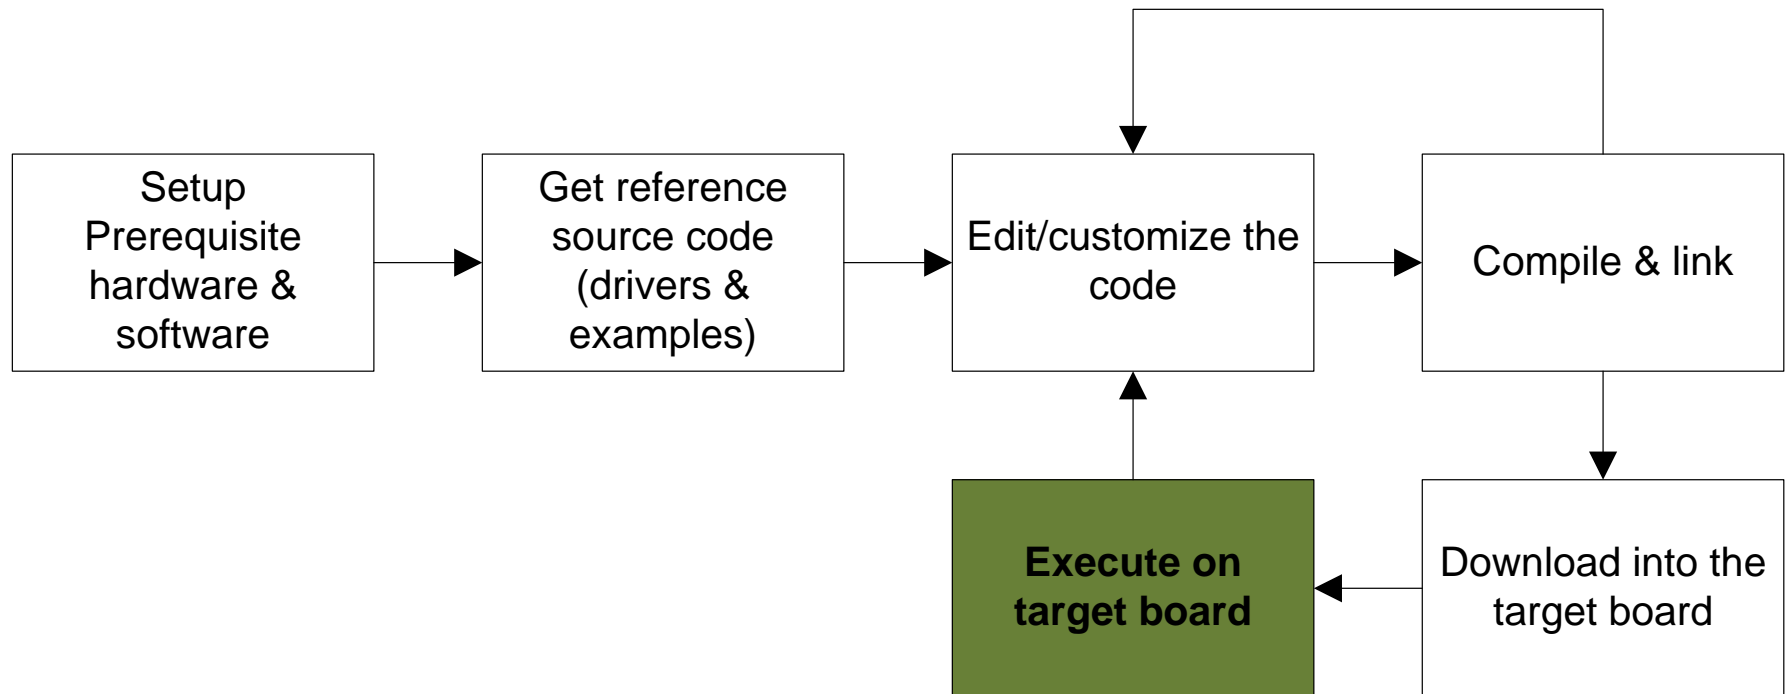 Setup
Prerequisite
hardware &
software
Get reference
source code
(drivers &
examples)
Edit/customize the
code
Compile & link
Execute on
target board
Download into the
target board